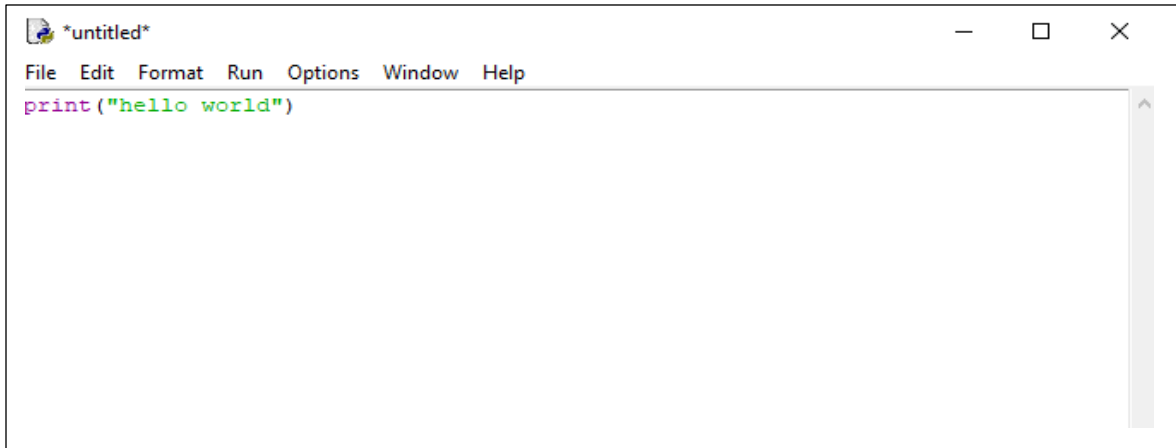 *untitled*
File Edit Format Run Options Window Help
print("hello world")